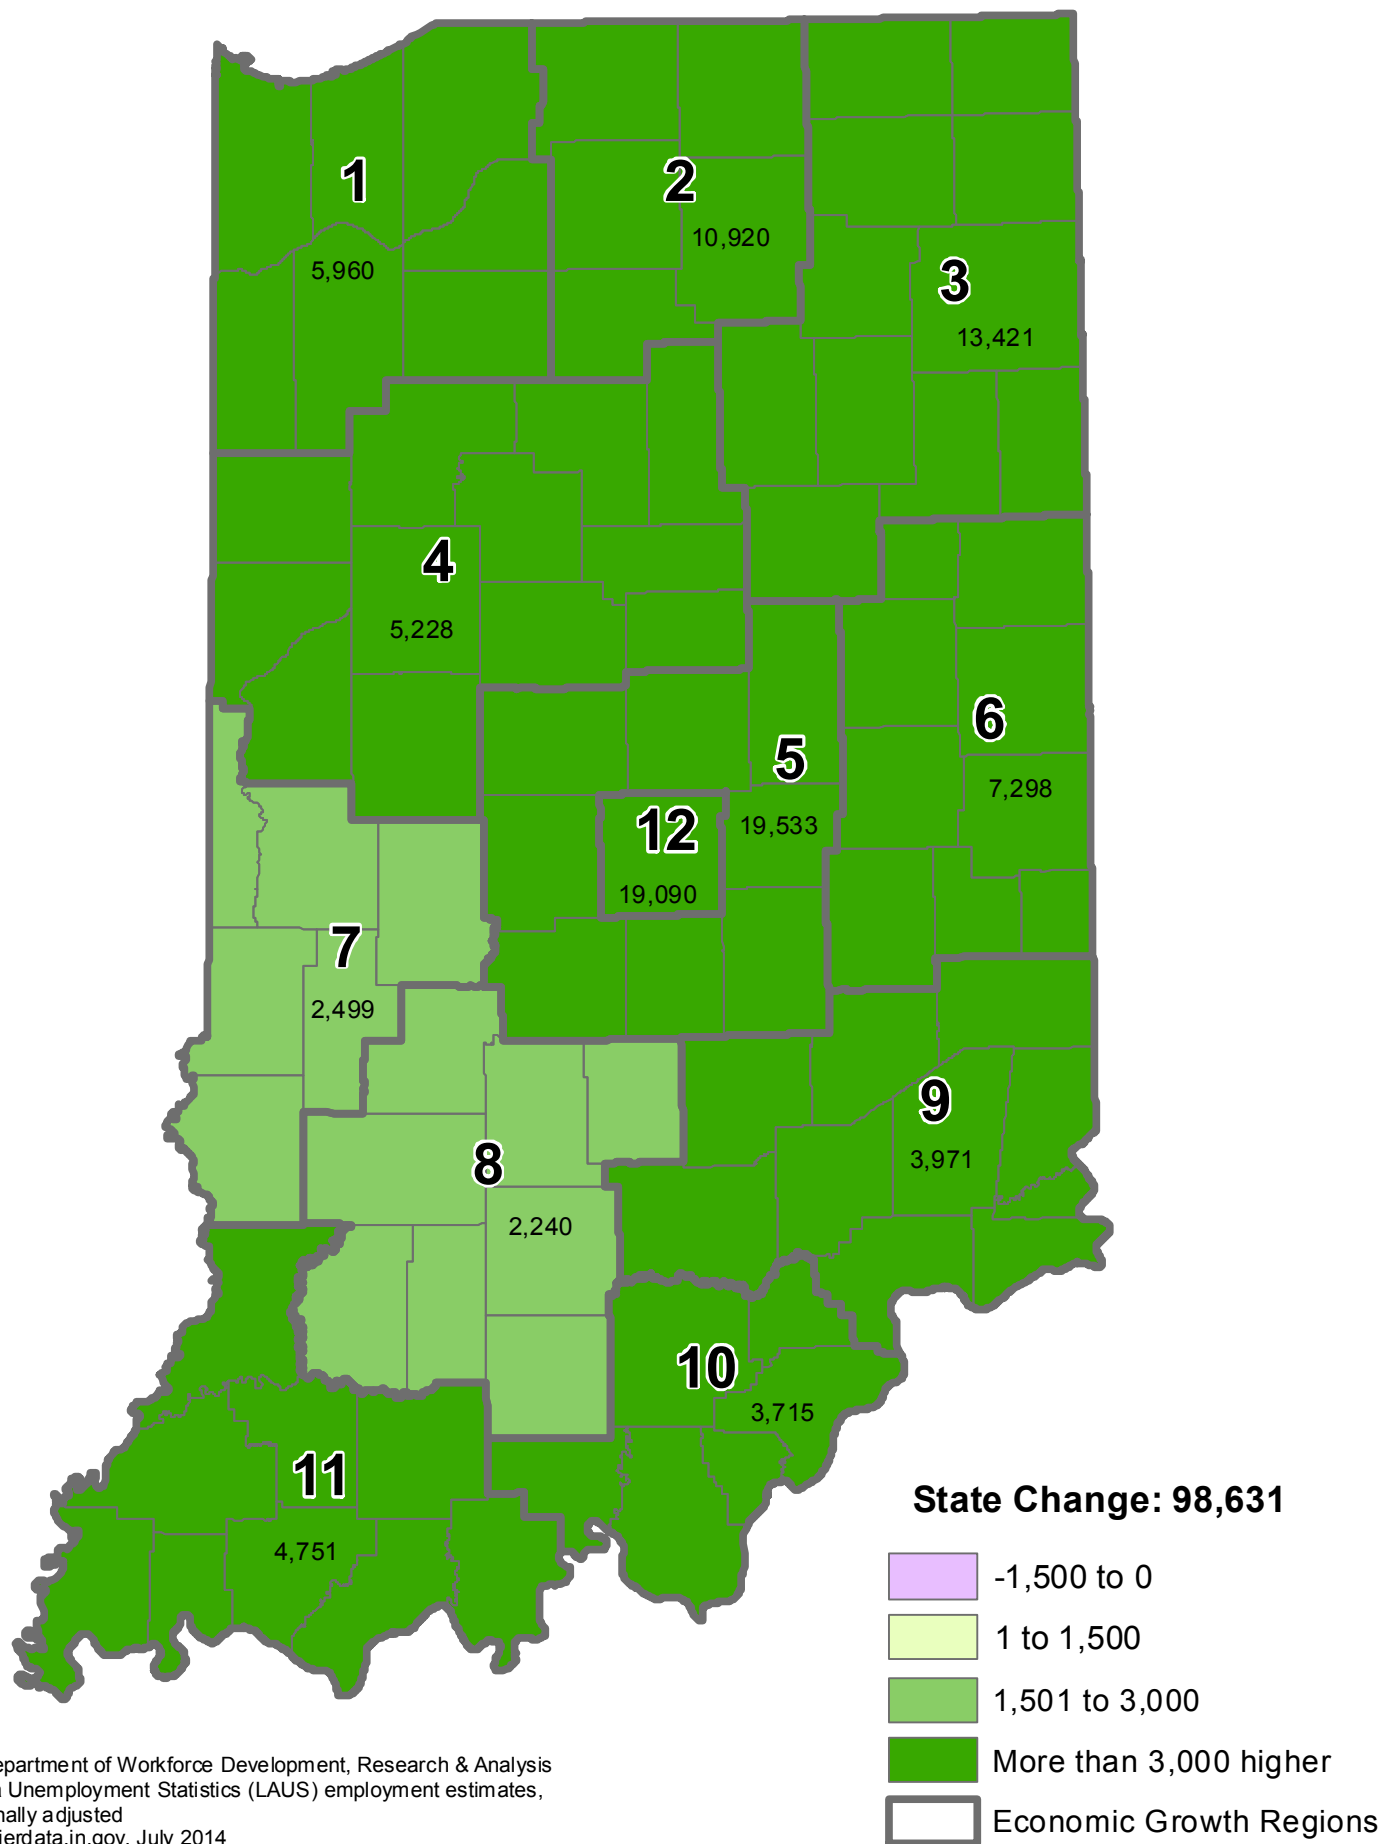 1
5,960
2
10,920
3
13,421
4
5,228
5
19,533
6
7,298
12
19,090
7
2,499
8
2,240
9
3,971
10
3,715
11
4,751
State Change: 98,631
-1,500 to 0
1 to 1,500
1,501 to 3,000
More than 3,000 higher
Economic Growth Regions
Department of Workforce Development, Research & Analysis
Unemployment Statistics (LAUS) employment estimates,
adjusted
July 2014